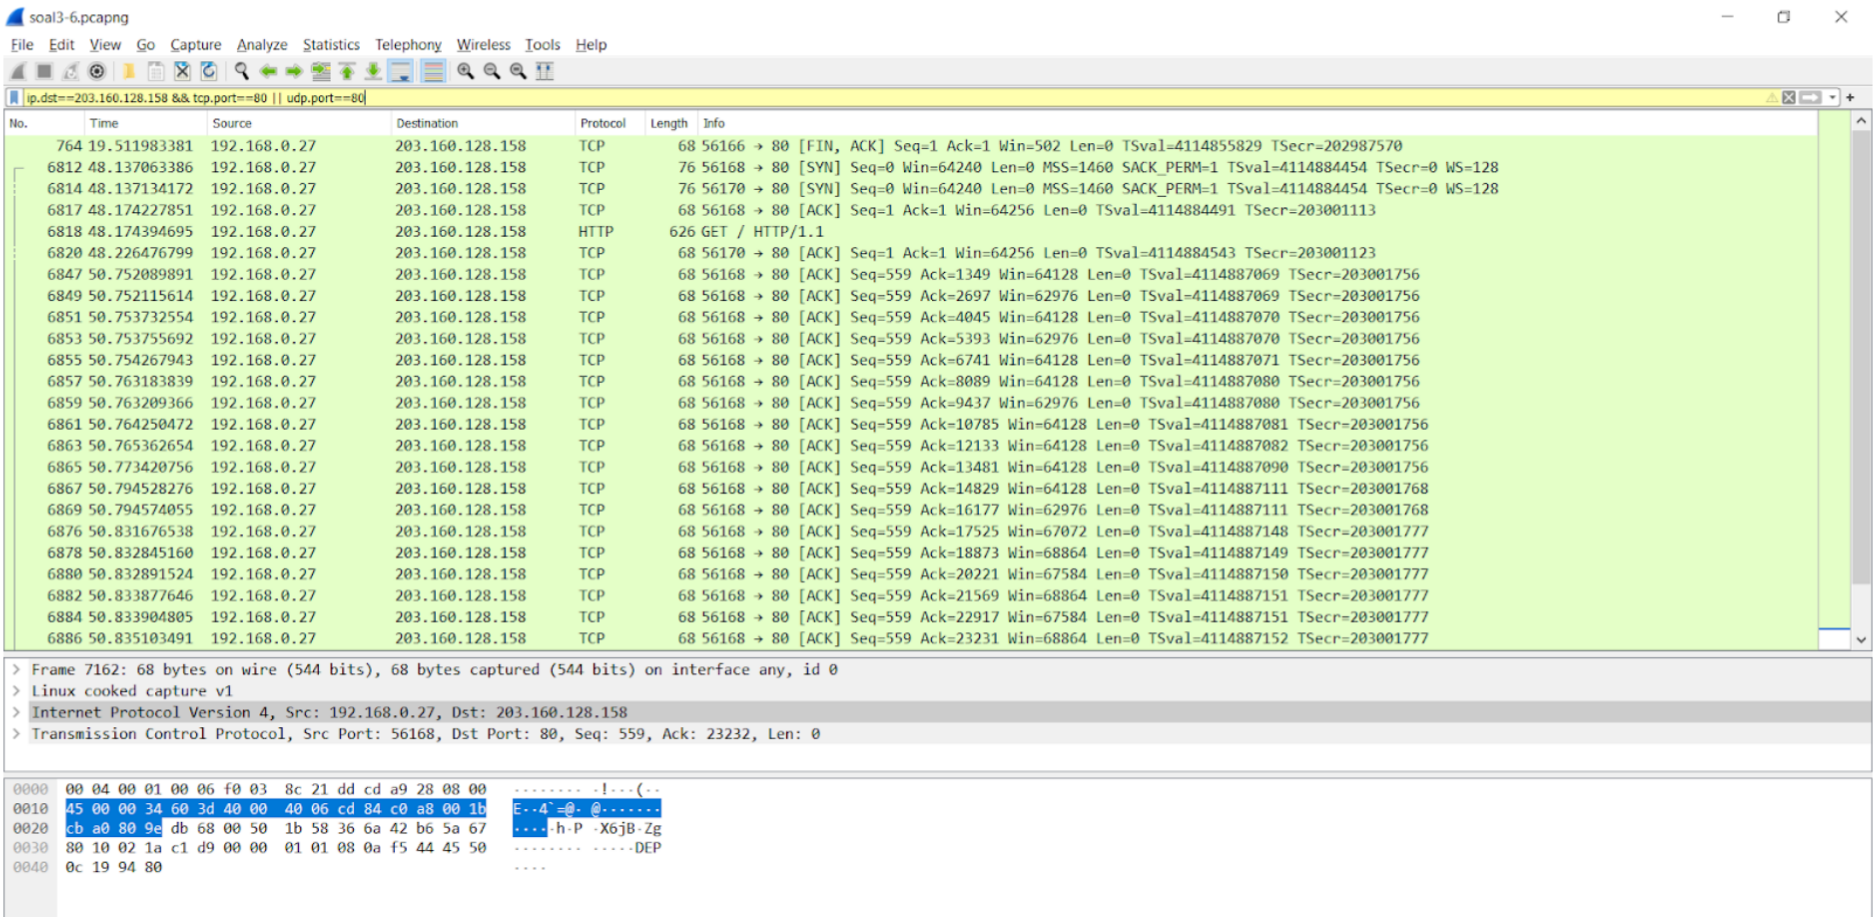 soal3-6.pcapng
File Edit View Go Capture Analyze Statistics Telephony Wireless Tools Help
ip.dst==203.160.128.158 && tcp.port==80 || udp.port==80
No. Time Source Destination Protocol Length Info
764 19.511983381 192.168.0.27 203.160.128.158 TCP 68 56166 → 80 [FIN, ACK] Seq=1 Ack=1 Win=502 Len=0 TSval=4114855829 TSecr=202987570
6812 48.137063386 192.168.0.27 203.160.128.158 TCP 76 56168 → 80 [SYN] Seq=0 Win=64240 Len=0 MSS=1460 SACK_PERM=1 TSval=4114884454 TSecr=0 WS=128
6814 48.137134172 192.168.0.27 203.160.128.158 TCP 76 56170 → 80 [SYN] Seq=0 Win=64240 Len=0 MSS=1460 SACK_PERM=1 TSval=4114884454 TSecr=0 WS=128
6817 48.174227851 192.168.0.27 203.160.128.158 TCP 68 56168 → 80 [ACK] Seq=1 Ack=1 Win=64256 Len=0 TSval=4114884491 TSecr=203001113
6818 48.174394695 192.168.0.27 203.160.128.158 HTTP 626 GET / HTTP/1.1
6820 48.226476799 192.168.0.27 203.160.128.158 TCP 68 56170 → 80 [ACK] Seq=1 Ack=1 Win=64256 Len=0 TSval=4114884543 TSecr=203001123
6847 50.752089891 192.168.0.27 203.160.128.158 TCP 68 56168 → 80 [ACK] Seq=559 Ack=1349 Win=64128 Len=0 TSval=4114887069 TSecr=203001756
6849 50.752115614 192.168.0.27 203.160.128.158 TCP 68 56168 → 80 [ACK] Seq=559 Ack=2697 Win=62976 Len=0 TSval=4114887069 TSecr=203001756
6851 50.753732554 192.168.0.27 203.160.128.158 TCP 68 56168 → 80 [ACK] Seq=559 Ack=4045 Win=64128 Len=0 TSval=4114887070 TSecr=203001756
6853 50.753755692 192.168.0.27 203.160.128.158 TCP 68 56168 → 80 [ACK] Seq=559 Ack=5393 Win=62976 Len=0 TSval=4114887070 TSecr=203001756
6855 50.754267943 192.168.0.27 203.160.128.158 TCP 68 56168 → 80 [ACK] Seq=559 Ack=6741 Win=64128 Len=0 TSval=4114887071 TSecr=203001756
6857 50.763183839 192.168.0.27 203.160.128.158 TCP 68 56168 → 80 [ACK] Seq=559 Ack=8089 Win=64128 Len=0 TSval=4114887080 TSecr=203001756
6859 50.763209366 192.168.0.27 203.160.128.158 TCP 68 56168 → 80 [ACK] Seq=559 Ack=9437 Win=62976 Len=0 TSval=4114887080 TSecr=203001756
6861 50.764250472 192.168.0.27 203.160.128.158 TCP 68 56168 → 80 [ACK] Seq=559 Ack=10785 Win=64128 Len=0 TSval=4114887081 TSecr=203001756
6863 50.765362654 192.168.0.27 203.160.128.158 TCP 68 56168 → 80 [ACK] Seq=559 Ack=12133 Win=64128 Len=0 TSval=4114887082 TSecr=203001756
6865 50.773420756 192.168.0.27 203.160.128.158 TCP 68 56168 → 80 [ACK] Seq=559 Ack=13481 Win=64128 Len=0 TSval=4114887090 TSecr=203001756
6867 50.794528276 192.168.0.27 203.160.128.158 TCP 68 56168 → 80 [ACK] Seq=559 Ack=14829 Win=64128 Len=0 TSval=4114887111 TSecr=203001768
6869 50.794574055 192.168.0.27 203.160.128.158 TCP 68 56168 → 80 [ACK] Seq=559 Ack=16177 Win=62976 Len=0 TSval=4114887111 TSecr=203001768
6876 50.831676538 192.168.0.27 203.160.128.158 TCP 68 56168 → 80 [ACK] Seq=559 Ack=17525 Win=67072 Len=0 TSval=4114887148 TSecr=203001777
6878 50.832845160 192.168.0.27 203.160.128.158 TCP 68 56168 → 80 [ACK] Seq=559 Ack=18873 Win=68864 Len=0 TSval=4114887149 TSecr=203001777
6880 50.832891524 192.168.0.27 203.160.128.158 TCP 68 56168 → 80 [ACK] Seq=559 Ack=20221 Win=67584 Len=0 TSval=4114887150 TSecr=203001777
6882 50.833877646 192.168.0.27 203.160.128.158 TCP 68 56168 → 80 [ACK] Seq=559 Ack=21569 Win=68864 Len=0 TSval=4114887151 TSecr=203001777
6884 50.833904805 192.168.0.27 203.160.128.158 TCP 68 56168 → 80 [ACK] Seq=559 Ack=22917 Win=67584 Len=0 TSval=4114887151 TSecr=203001777
6886 50.835103491 192.168.0.27 203.160.128.158 TCP 68 56168 → 80 [ACK] Seq=559 Ack=23231 Win=68864 Len=0 TSval=4114887152 TSecr=203001777
> Frame 7162: 68 bytes on wire (544 bits), 68 bytes captured (544 bits) on interface any, id 0
> Linux cooked capture v1
> Internet Protocol Version 4, Src: 192.168.0.27, Dst: 203.160.128.158
> Transmission Control Protocol, Src Port: 56168, Dst Port: 80, Seq: 559, Ack: 23232, Len: 0
0000 00 04 00 01 00 06 f0 03 8c 21 dd cd a9 28 08 00 ········ ·!···(··
0010 45 00 00 34 60 3d 40 00 40 06 cd 84 c0 a8 00 1b E··4`=@· @·······
0020 cb a0 80 9e db 68 00 50 1b 58 36 6a 42 b6 5a 67 ·····h·P ·X6jB·Zg
0030 80 10 02 1a c1 d9 00 00 01 01 08 0a f5 44 45 50 ········ ·····DEP
0040 0c 19 94 80 ····